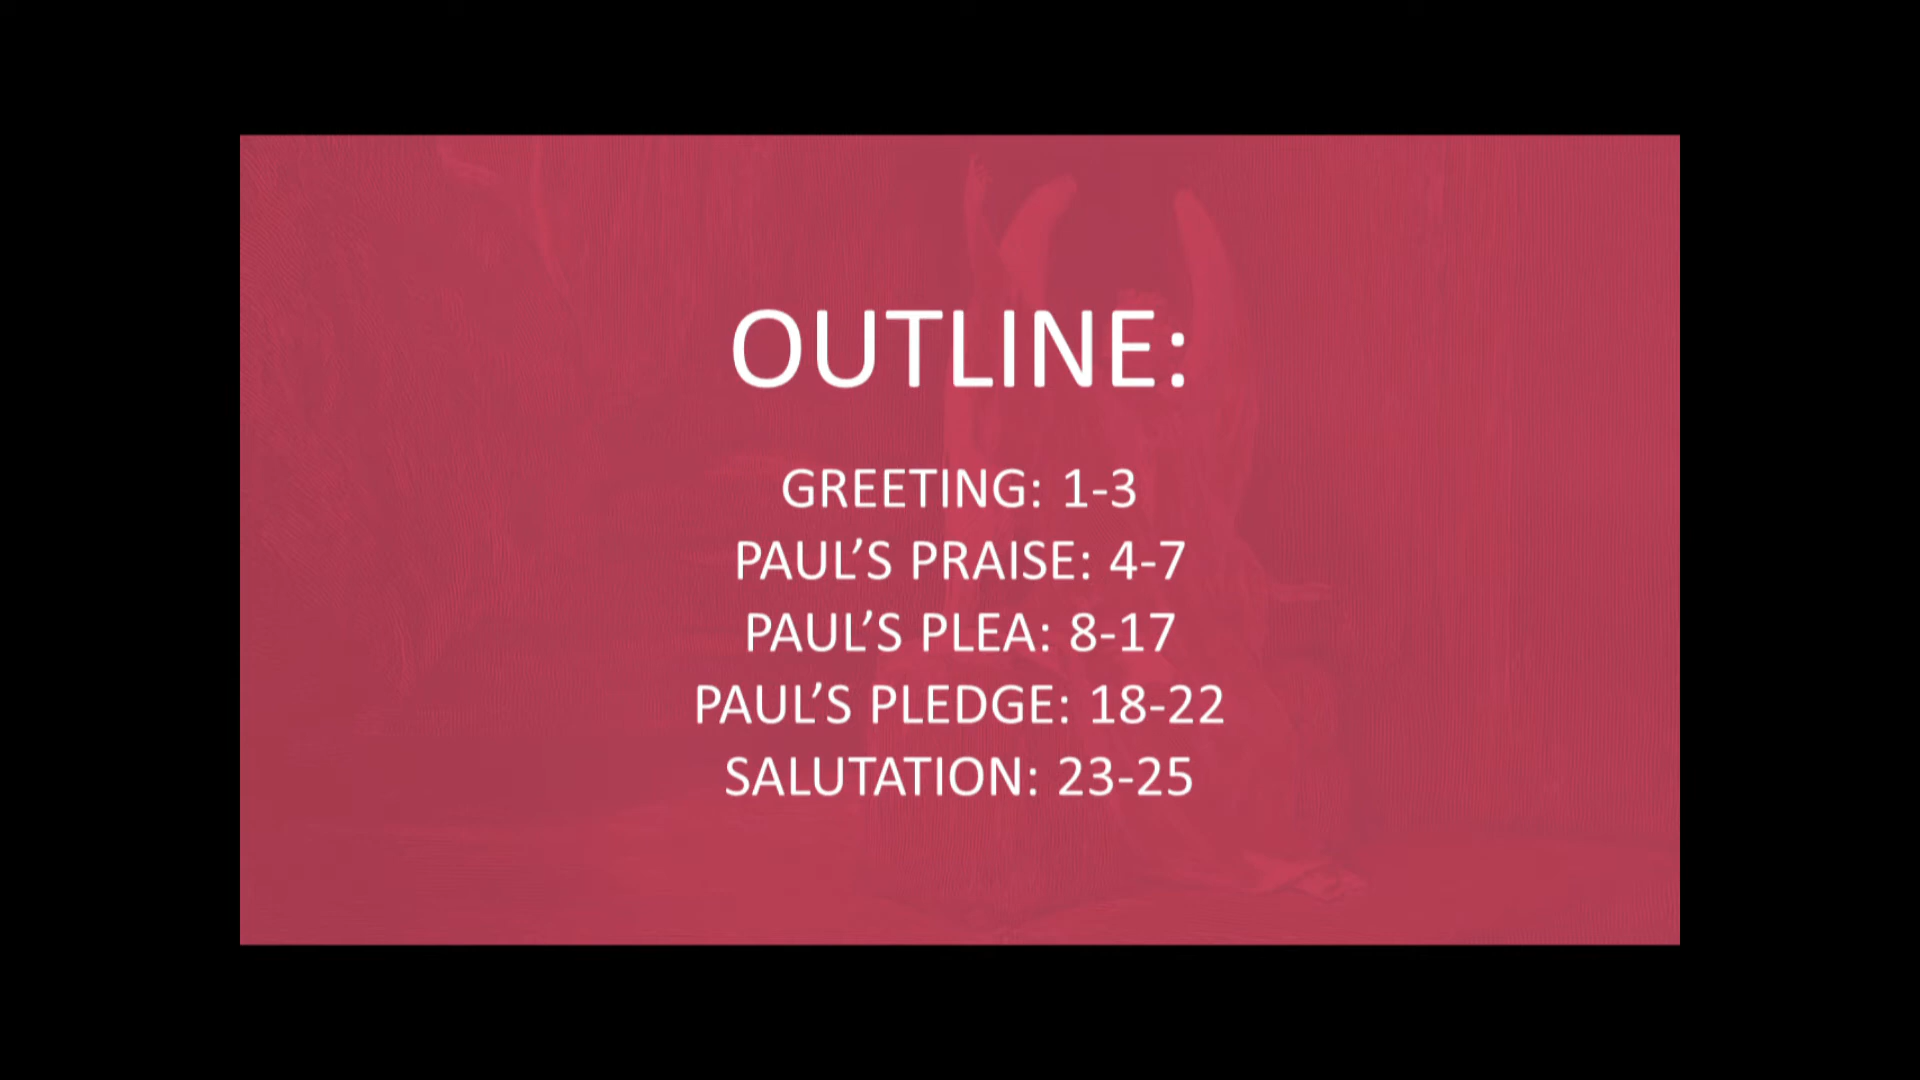 OUTLINE:
GREETING: 1-3
PAUL’S PRAISE: 4-7
PAUL’S PLEA: 8-17
PAUL’S PLEDGE: 18-22
SALUTATION: 23-25